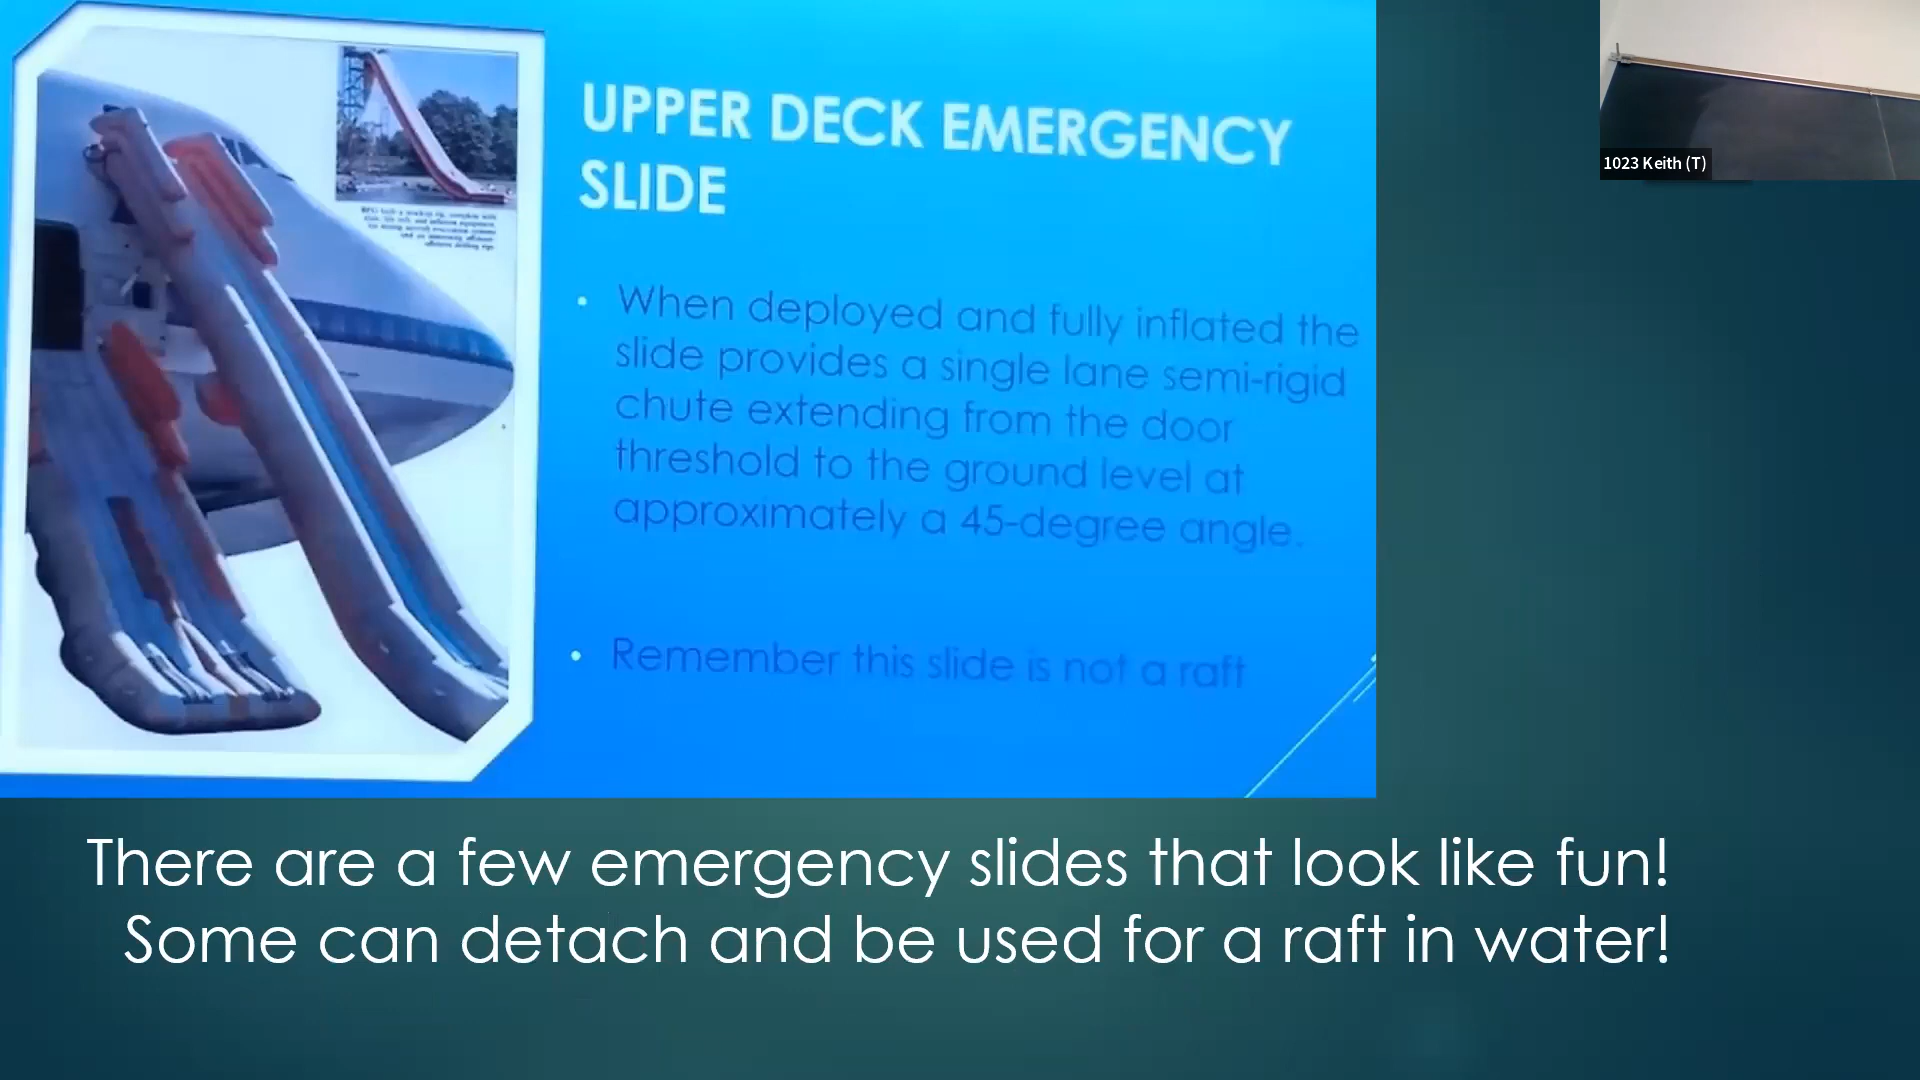 UPPER DECK EMERGENCY
SLIDE
When deployed and fully inflated the
slide provides a single lane semi-rigid
chute extending from the door
threshold to the ground level at
approximately a 45-degree angle.
Remember this slide is not a raft
There are a few emergency slides that look like fun!
Some can detach and be used for a raft in water!
1023 Keith (T)